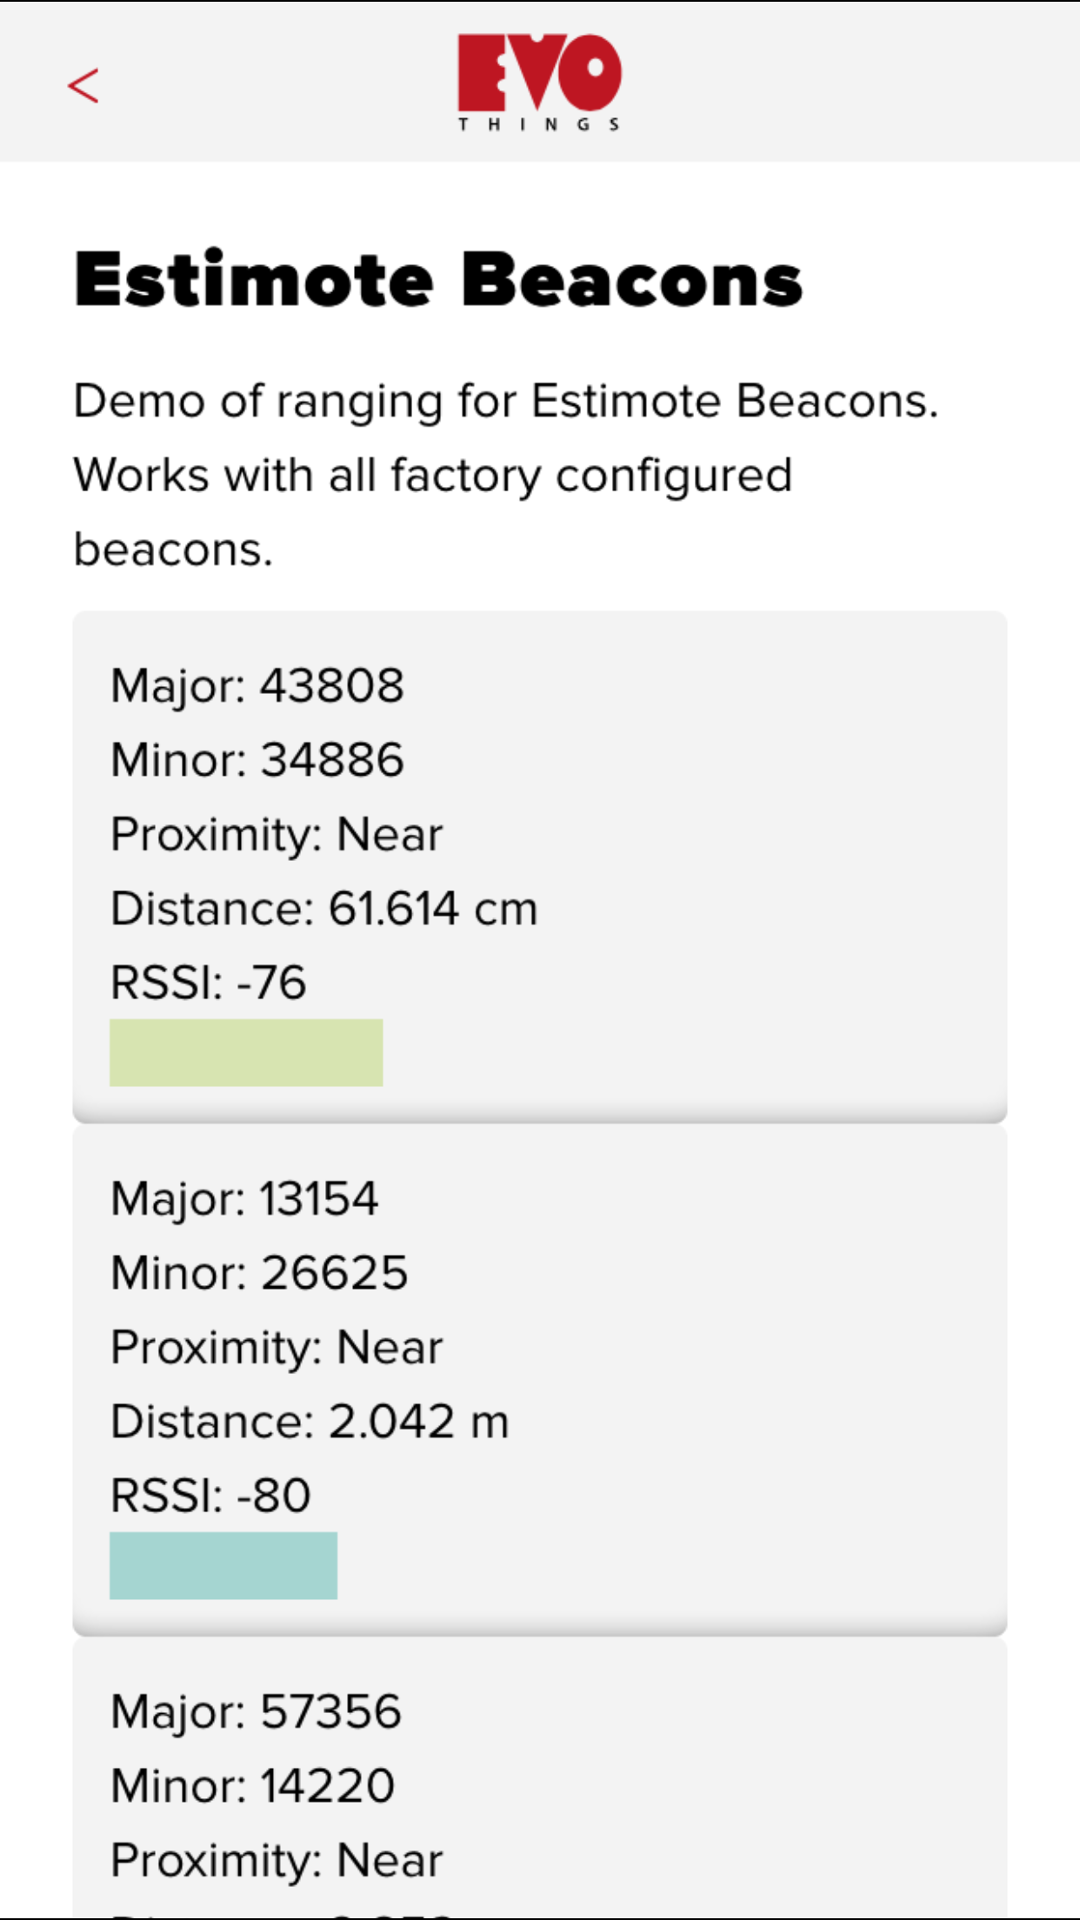 <
EVO
THINGS
Estimote Beacons
Demo of ranging for Estimote Beacons.
Works with all factory configured
beacons.
Major: 43808
Minor: 34886
Proximity: Near
Distance: 61.614 cm
RSSI: -76
Major: 13154
Minor: 26625
Proximity: Near
Distance: 2.042 m
RSSI: -80
Major: 57356
Minor: 14220
Proximity: Near